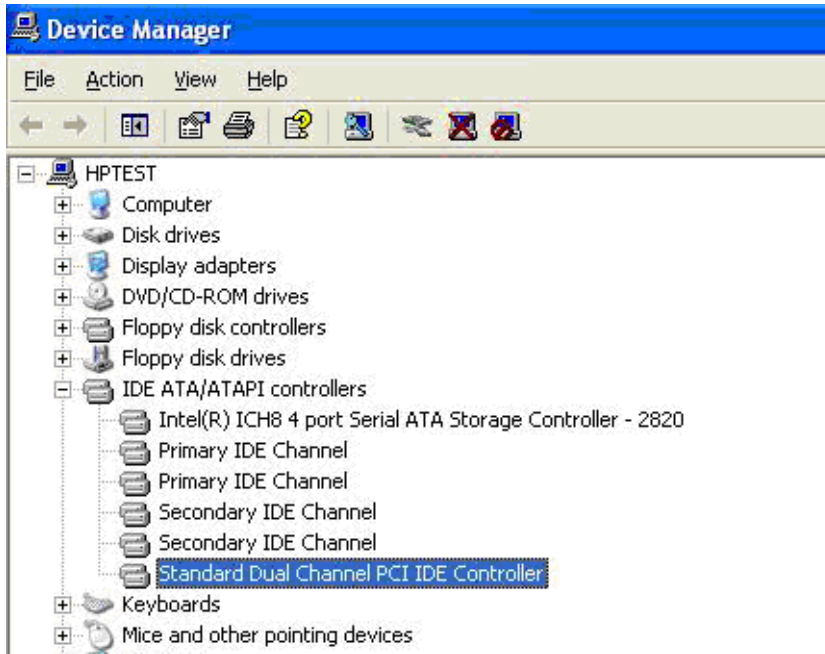 Device Manager
File Action View Help
HPTEST
Computer
Disk drives
Display adapters
DVD/CD-ROM drives
Floppy disk controllers
Floppy disk drives
IDE ATA/ATAPI controllers
Intel(R) ICH8 4 port Serial ATA Storage Controller - 2820
Primary IDE Channel
Primary IDE Channel
Secondary IDE Channel
Secondary IDE Channel
Standard Dual Channel PCI IDE Controller
Keyboards
Mice and other pointing devices